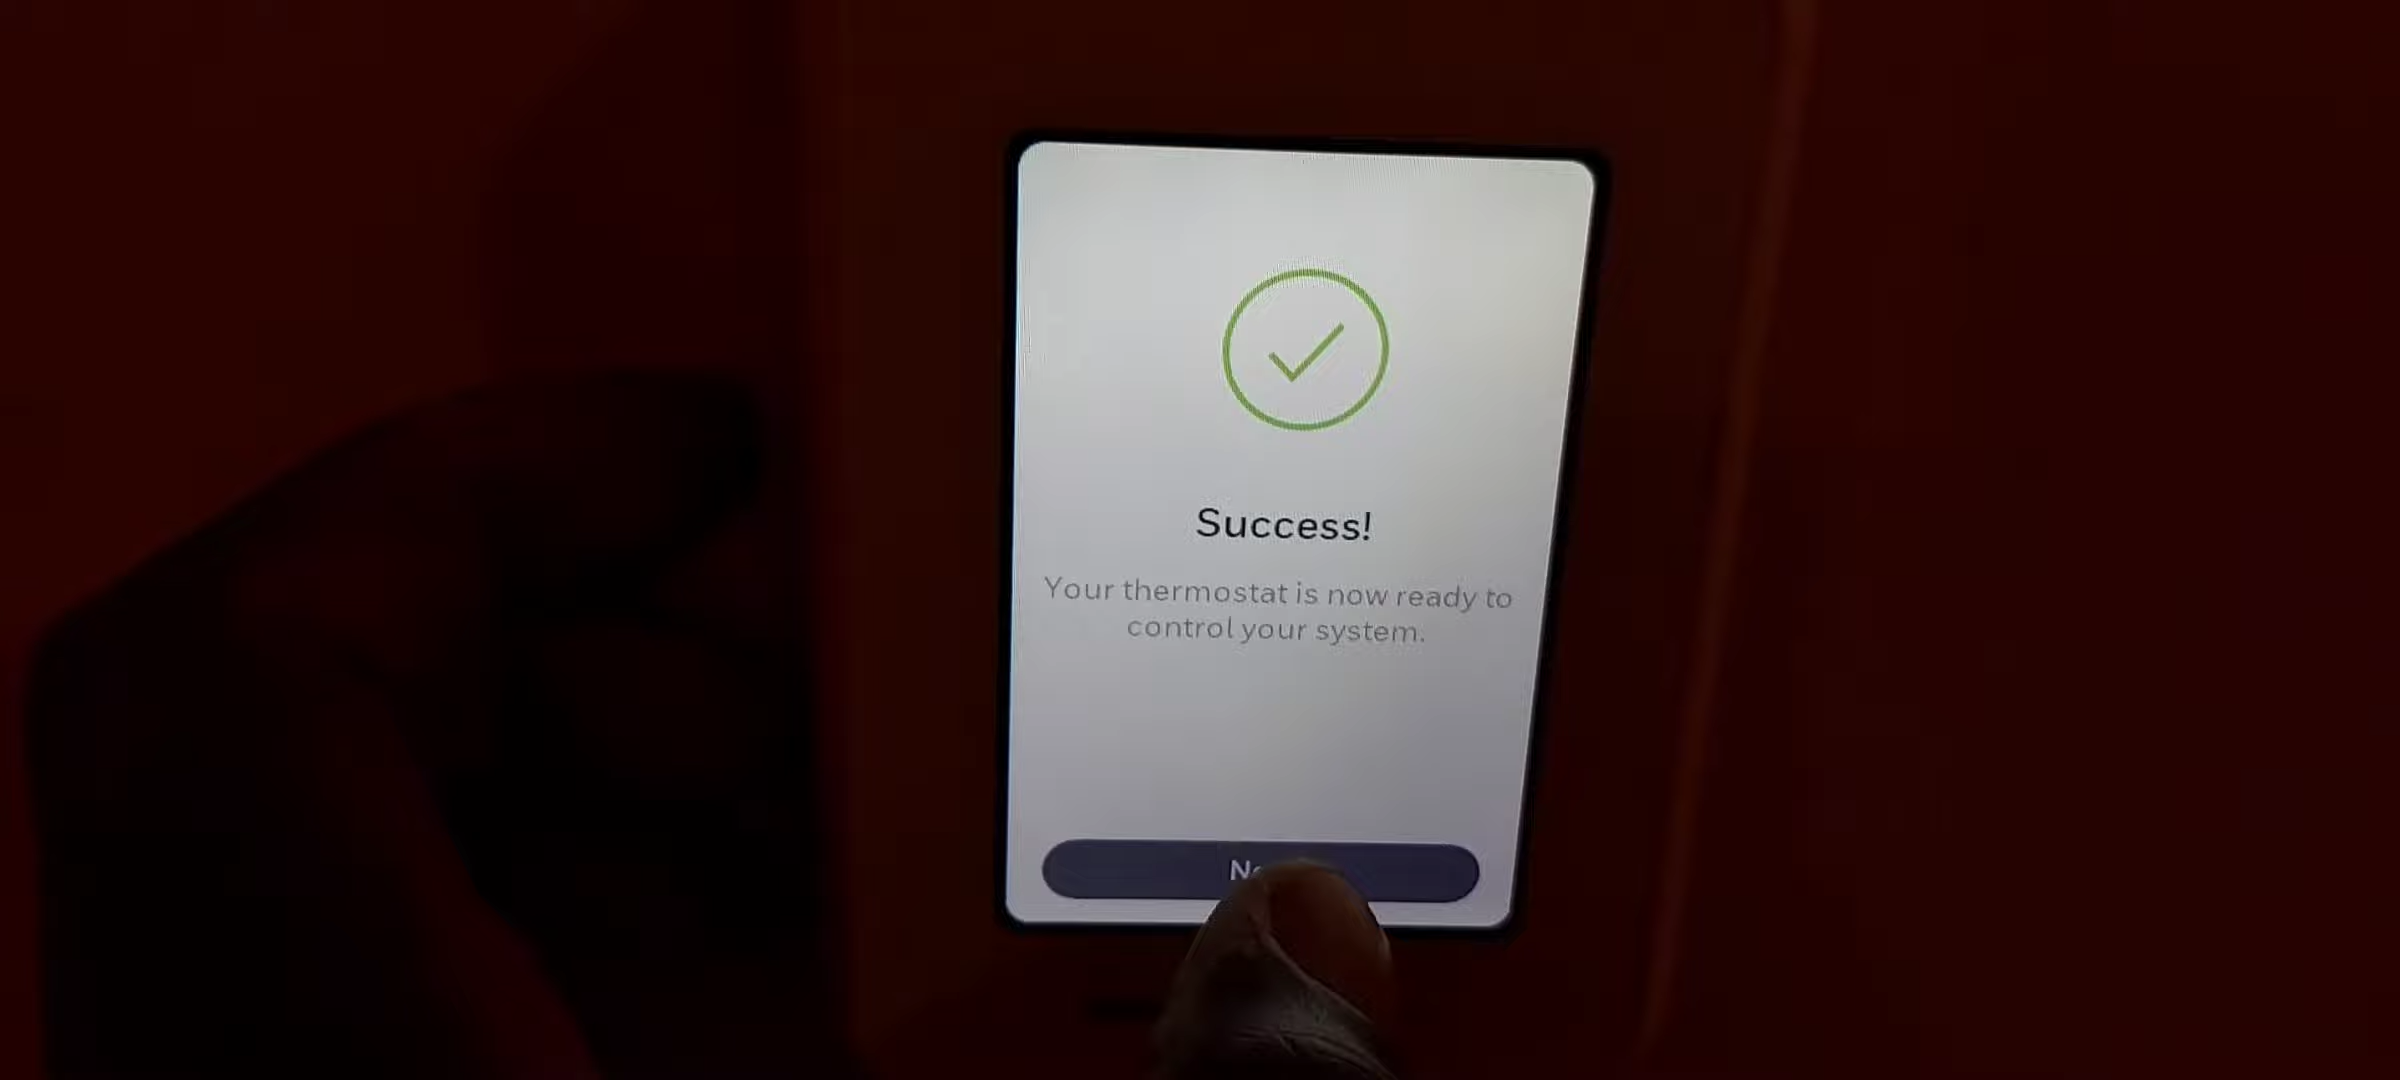 Success!
Your thermostat is now ready to
control your system.